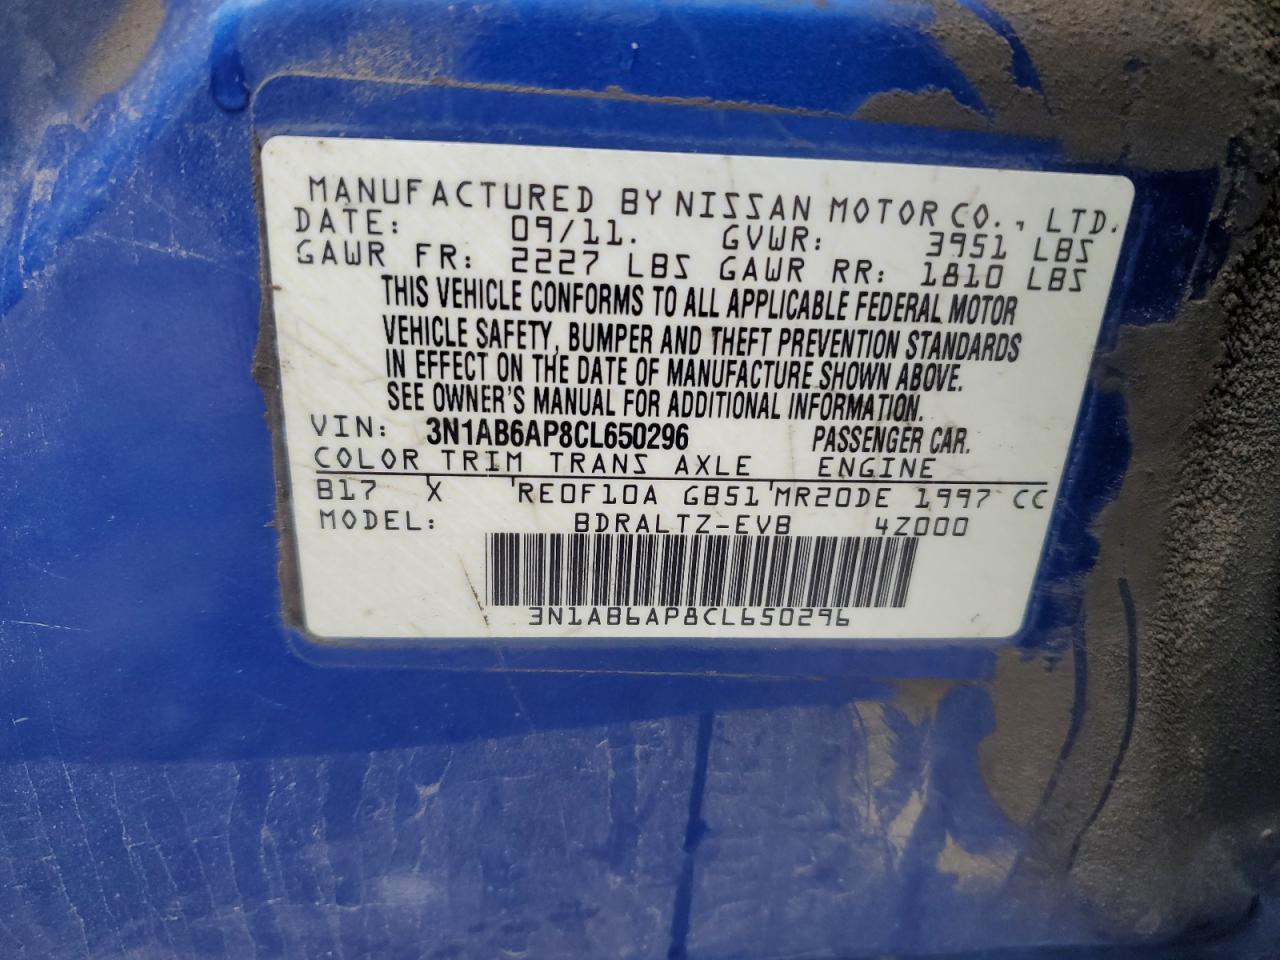 MANUFACTURED BY NISSAN MOTOR CO., LTD.
DATE: 09/11. GVWR: 3951 LBS
GAWR FR: 2227 LBS GAWR RR: 1810 LBS
THIS VEHICLE CONFORMS TO ALL APPLICABLE FEDERAL MOTOR
VEHICLE SAFETY, BUMPER AND THEFT PREVENTION STANDARDS
IN EFFECT ON THE DATE OF MANUFACTURE SHOWN ABOVE.
SEE OWNER'S MANUAL FOR ADDITIONAL INFORMATION.
VIN: 3N1AB6AP8CL650296 PASSENGER CAR.
COLOR TRIM TRANS AXLE ENGINE
B17 X RE0F10A GB51 MR20DE 1997 CC
MODEL: BDRALTZ-EVB 4Z000
3N1AB6AP8CL650296